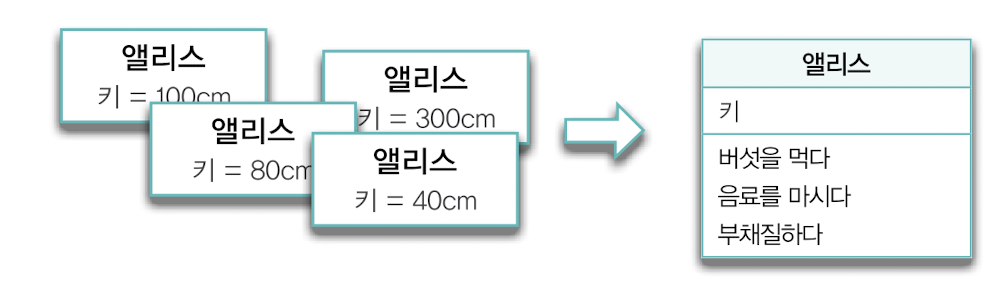 앨리스
키 = 100cm
앨리스
키 = 300cm
앨리스
키 = 80cm
앨리스
키 = 40cm
앨리스
키
버섯을 먹다
음료를 마시다
부채질하다